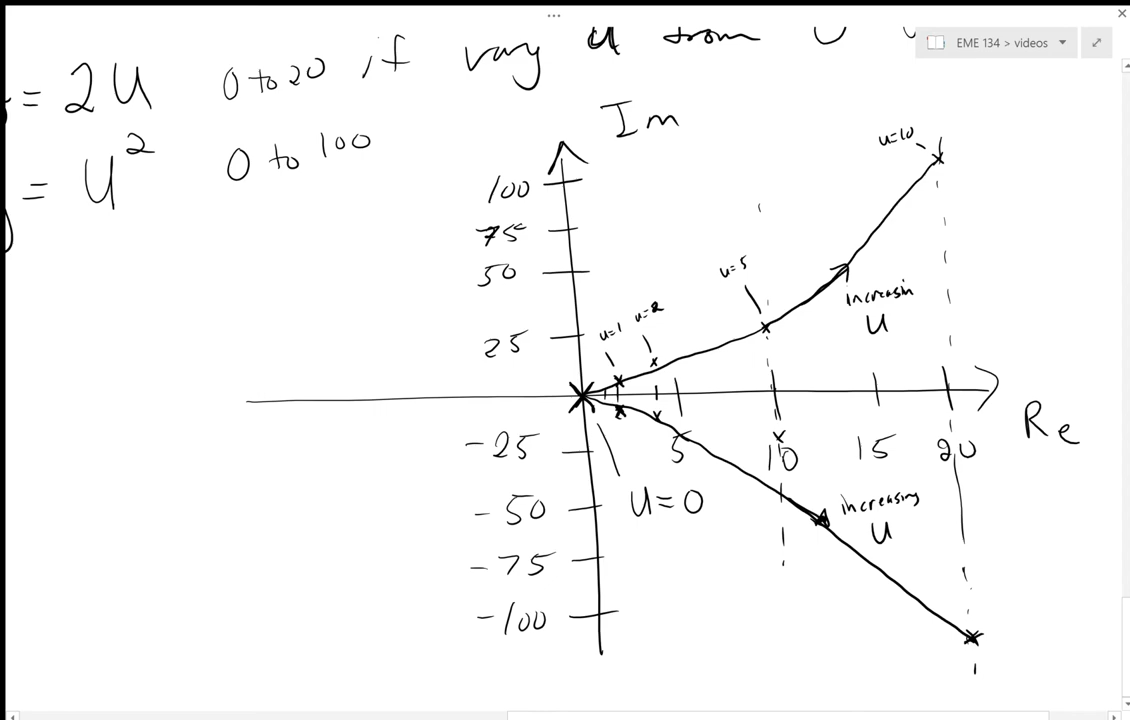 EME 134 > videos
vary u from
= 2u 0 to 20 if
Im
= u² 0 to 100
u=10
100
75
50
u=5
increasin
u
u=2
u=1
25
Re
-25
5
10
15
20
-50
u=0
increasing
u
-75
-100